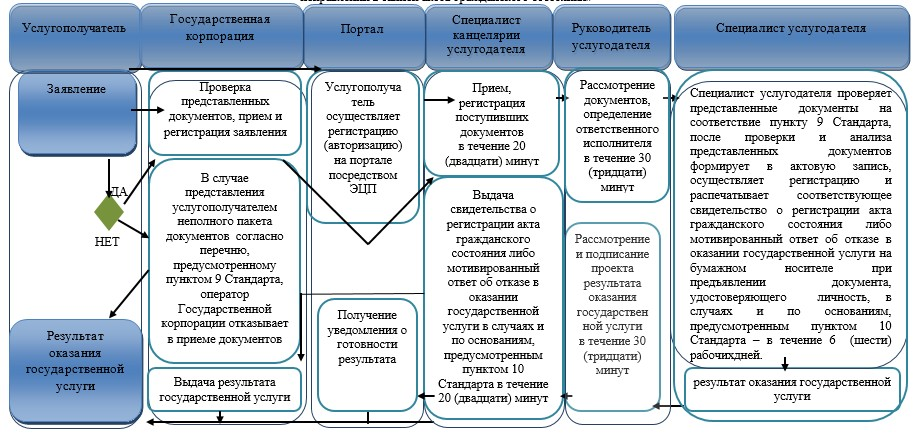 Услугополучатель
Государственная
корпорация
Портал
Специалист
канцелярии
услугодателя
Руководитель
услугодателя
Специалист услугодателя
Заявление
ДА
НЕТ
Результат
оказания
государственной
услуги
Проверка
представленных
документов, прием и
регистрация заявления
В случае
представления
услугополучателем
неполного пакета
документов согласно
перечню,
предусмотренному
пунктом 9 Стандарта,
оператор
Государственной
корпорации отказывает
в приеме документов
Выдача результата
государственной услуги
Услугополуча
тель
осуществляет
регистрацию
(авторизацию)
на портале
посредством
ЭЦП
Получение
уведомления о
готовности
результата
Прием,
регистрация
поступивших
документов
в течение 20
(двадцати) минут
Выдача
свидетельства о
регистрации акта
гражданского
состояния либо
мотивированный
ответ об отказе в
оказании
государственной
услуги в случаях и
по основаниям,
предусмотренным
пунктом 10
Стандарта в течение
20 (двадцати) минут
Рассмотрение
документов,
определение
ответственного
исполнителя
в течение 30
(тридцати)
минут
Рассмотрение
и подписание
проекта
результата
оказания
государствен
ной услуги
в течение 30
(тридцати)
минут
Специалист услугодателя проверяет
представленные документы на
соответствие пункту 9 Стандарта,
после проверки и анализа
представленных документов
формирует в актовую запись,
осуществляет регистрацию и
распечатывает соответствующее
свидетельство о регистрации акта
гражданского состояния либо
мотивированный ответ об отказе в
оказании государственной услуги на
бумажном носителе при
предъявлении документа,
удостоверяющего личность, в
случаях и по основаниям,
предусмотренным пунктом 10
Стандарта – в течение 6 (шести)
рабочихдней.
результат оказания государственной
услуги